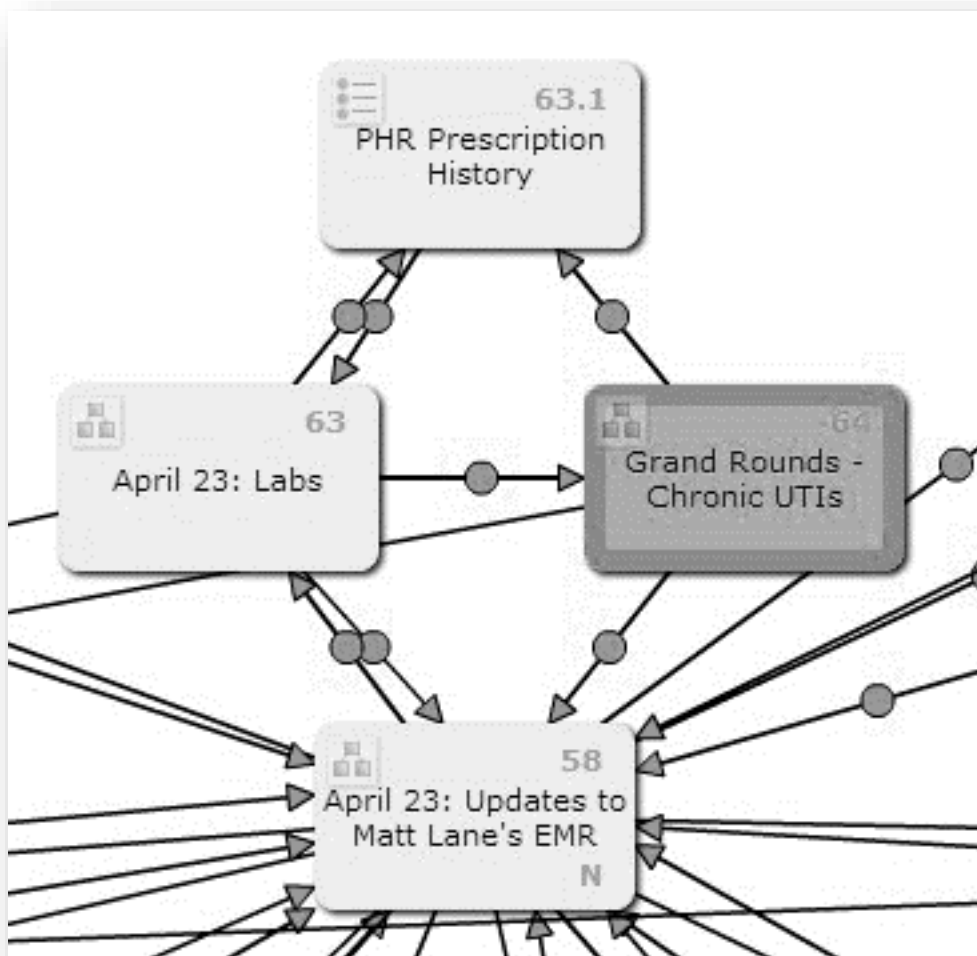 63.1
PHR Prescription
History
63
April 23: Labs
-64
Grand Rounds -
Chronic UTIs
58
April 23: Updates to
Matt Lane's EMR
N